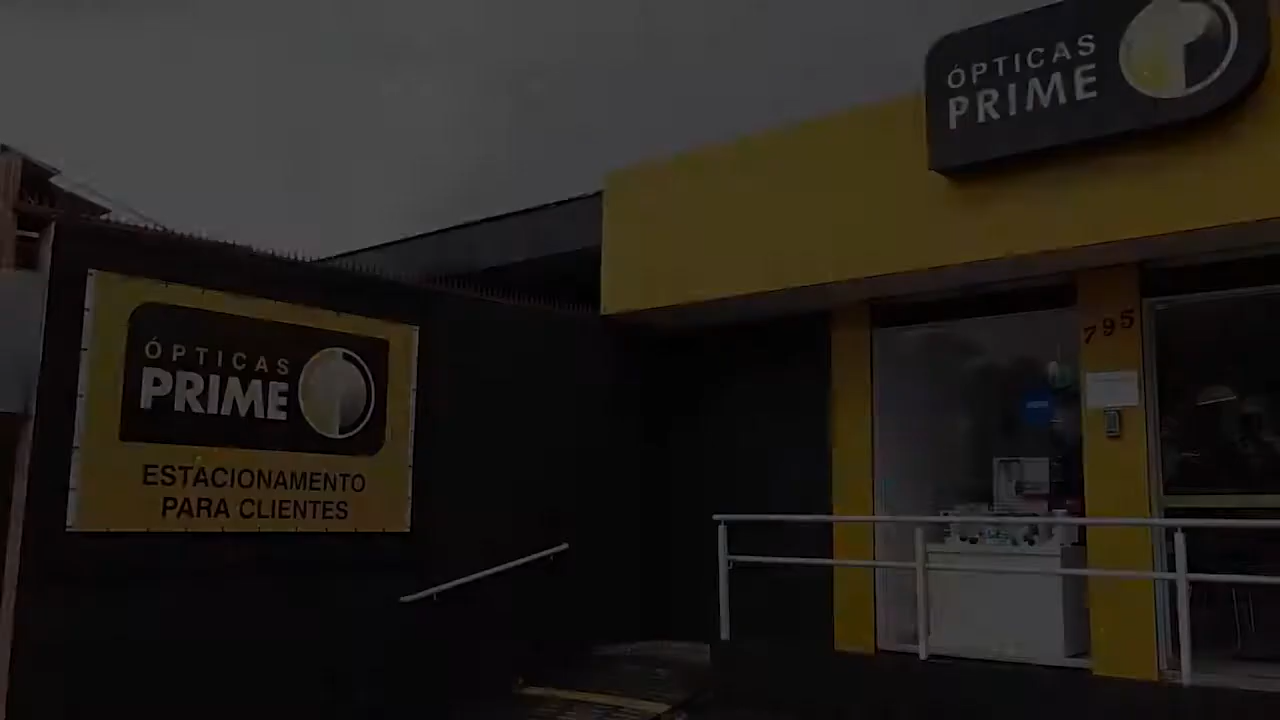 ÓPTICAS
PRIME
ÓPTICAS
PRIME
ESTACIONAMENTO
PARA CLIENTES
795